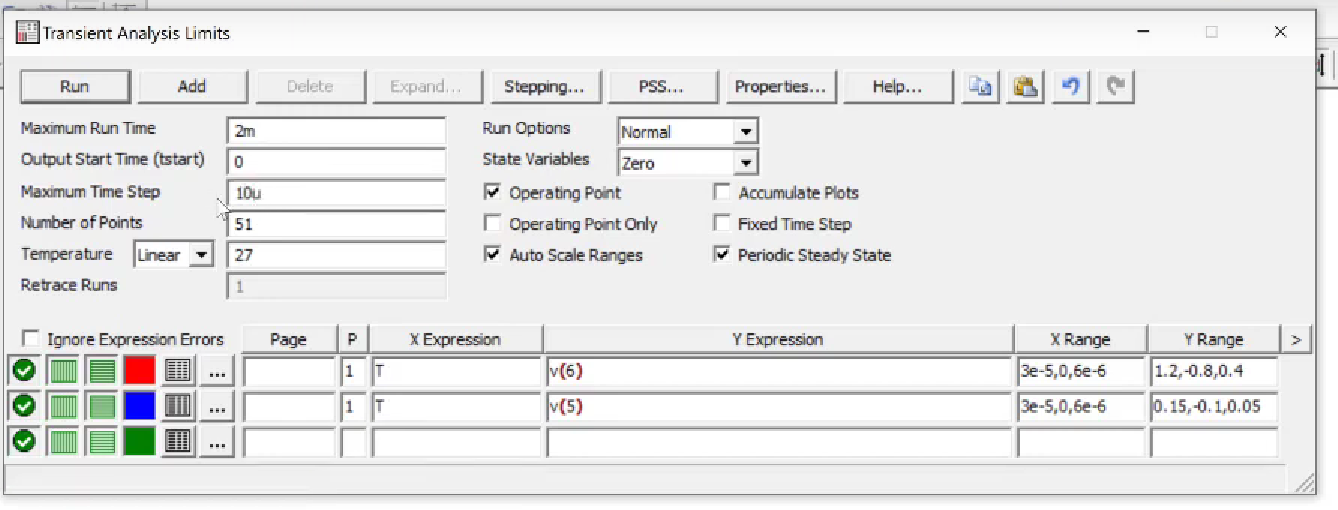 Transient Analysis Limits
Run Add Delete Expand... Stepping... PSS... Properties... Help...
Maximum Run Time 2m Run Options Normal
Output Start Time (tstart) 0 State Variables Zero
Maximum Time Step 10µ Operating Point Accumulate Plots
Number of Points 51 Operating Point Only Fixed Time Step
Temperature Linear 27 Auto Scale Ranges Periodic Steady State
Retrace Runs 1
Ignore Expression Errors Page P X Expression Y Expression X Range Y Range >
... 1 T v(6) 3e-5,0,6e-6 1.2,-0.8,0.4
... 1 T v(5) 3e-5,0,6e-6 0.15,-0.1,0.05
...